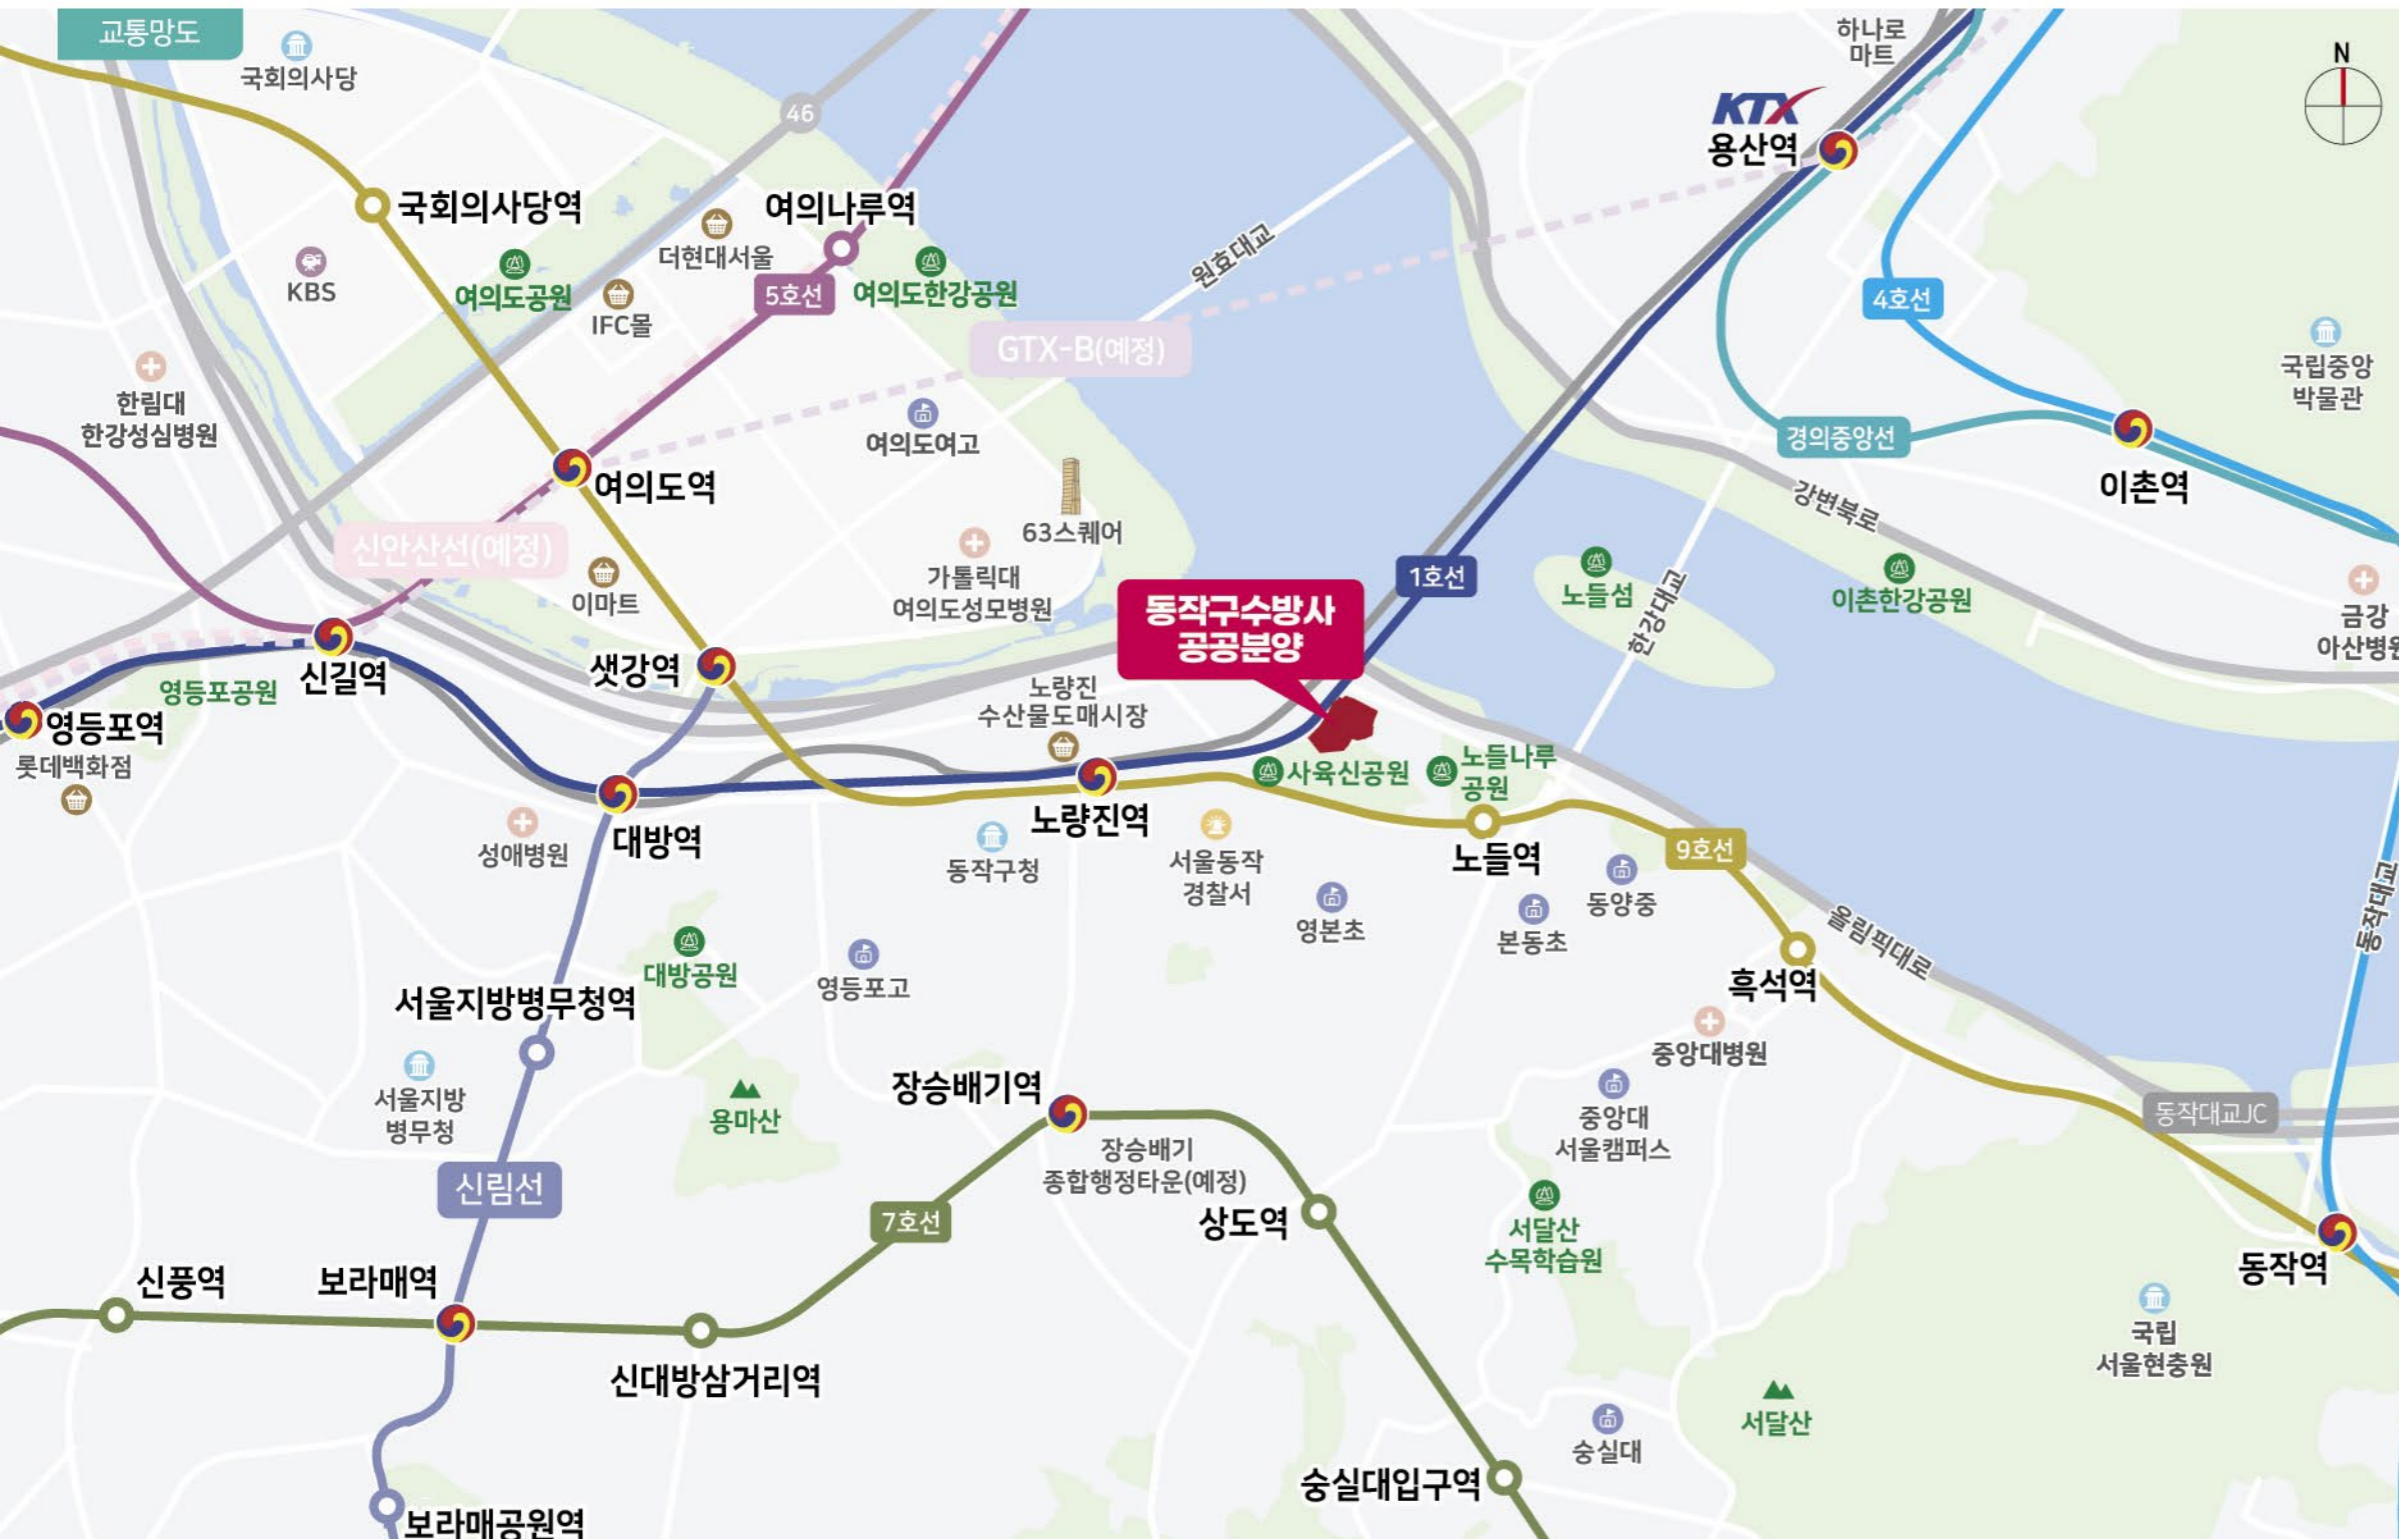 교통망도
국회의사당
46
하나로
마트
N
KTX
용산역
국회의사당역
여의나루역
더현대서울
KBS
여의도공원
IFC몰
5호선
여의도한강공원
원효대교
4호선
GTX-B(예정)
국립중앙
박물관
한림대
한강성심병원
여의도여고
경의중앙선
여의도역
63스퀘어
이촌역
강변북로
신안산선(예정)
이마트
가톨릭대
여의도성모병원
1호선
노들섬
한강대교
이촌한강공원
금강
아산병원
동작구수방사
공공분양
신길역
샛강역
영등포공원
노량진
수산물도매시장
영등포역
롯데백화점
사육신공원
노들나루
공원
성애병원
대방역
노량진역
동작구청
서울동작
경찰서
노들역
9호선
영본초
본동초
동양중
올림픽대로
동작대교
대방공원
영등포고
흑석역
서울지방병무청역
중앙대병원
서울지방
병무청
용마산
장승배기역
중앙대
서울캠퍼스
동작대교JC
장승배기
종합행정타운(예정)
신림선
7호선
상도역
서달산
수목학습원
동작역
신풍역
보라매역
신대방삼거리역
국립
서울현충원
서달산
숭실대
숭실대입구역
보라매공원역